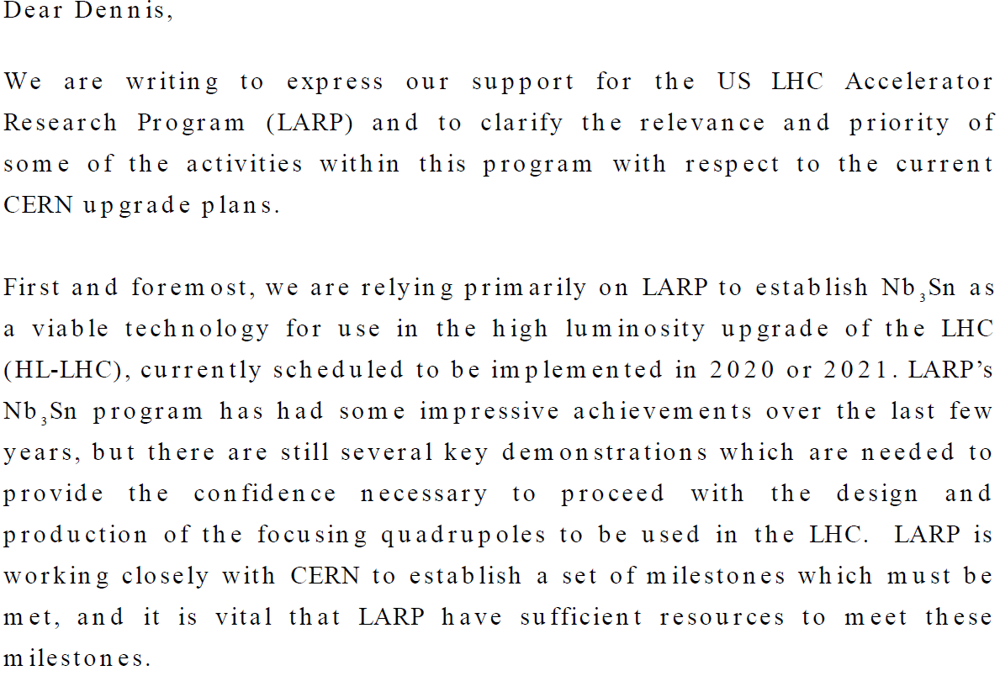 Dear Dennis,
We are writing to express our support for the US LHC Accelerator
Research Program (LARP) and to clarify the relevance and priority of
some of the activities within this program with respect to the current
CERN upgrade plans.
First and foremost, we are relying primarily on LARP to establish Nb₃Sn as
a viable technology for use in the high luminosity upgrade of the LHC
(HL-LHC), currently scheduled to be implemented in 2020 or 2021. LARP’s
Nb₃Sn program has had some impressive achievements over the last few
years, but there are still several key demonstrations which are needed to
provide the confidence necessary to proceed with the design and
production of the focusing quadrupoles to be used in the LHC. LARP is
working closely with CERN to establish a set of milestones which must be
met, and it is vital that LARP have sufficient resources to meet these
milestones.